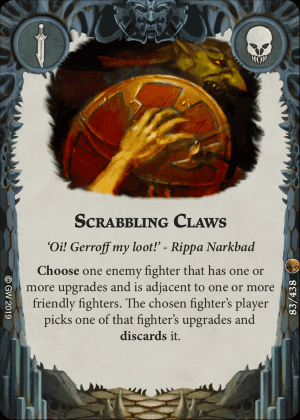 Scrabbling Claws
‘Oi! Gerroff my loot!’ - Rippa Narkbad
Choose one enemy fighter that has one or
more upgrades and is adjacent to one or more
friendly fighters. The chosen fighter’s player
picks one of that fighter’s upgrades and
discards it.
© GW 2019
83/438